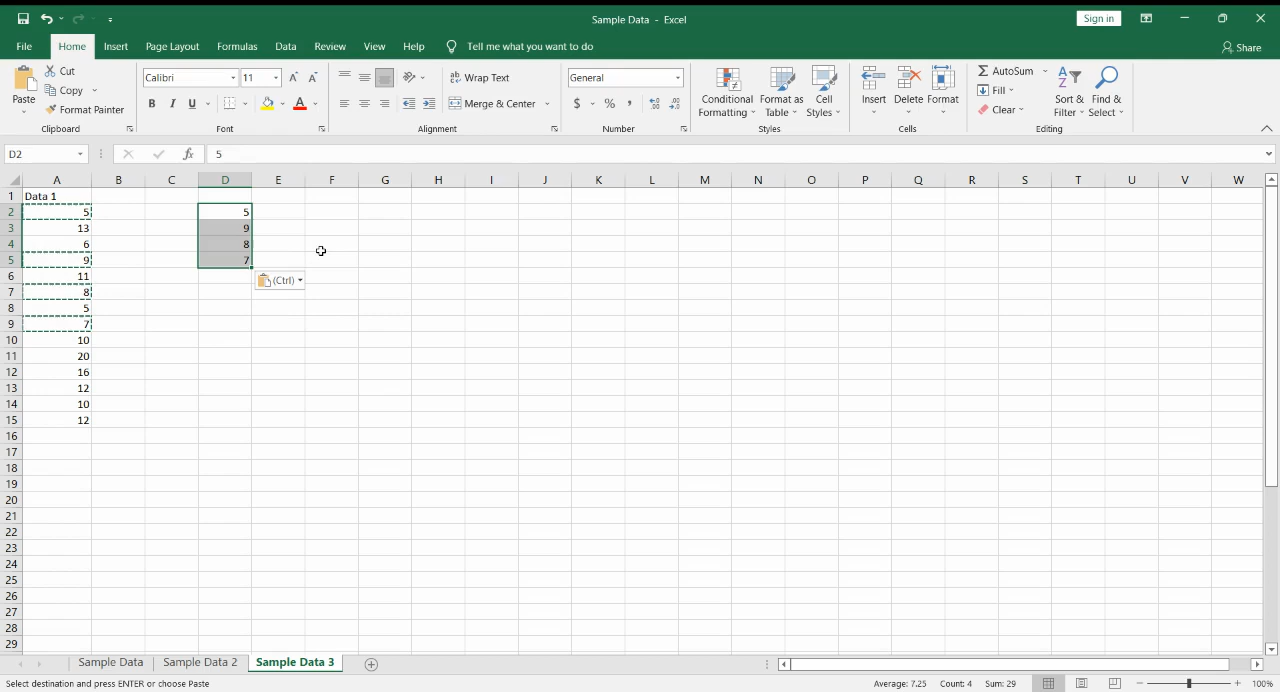 Sample Data - Excel
Sign in
File Home Insert Page Layout Formulas Data Review View Help Tell me what you want to do
Share
Paste
Cut
Copy
Format Painter
Clipboard
Calibri 11
B I U
A
Font
Wrap Text
Merge & Center
Alignment
General
$ % ,
Number
Conditional Formatting
Format as Table
Cell Styles
Styles
Insert Delete Format
Cells
AutoSum
Fill
Clear
Sort & Filter
Find & Select
Editing
D2 fx 5
A B C D E F G H I J K L M N O P Q R S T U V W
1 Data 1
2 5 5
3 13 9
4 6 8
5 9 7
6 11 (Ctrl)
7 8
8 5
9 7
10 10
11 20
12 16
13 12
14 10
15 12
16
17
18
19
20
21
22
23
24
25
26
27
28
29
Sample Data Sample Data 2 Sample Data 3
Select destination and press ENTER or choose Paste Average: 7.25 Count: 4 Sum: 29 100%